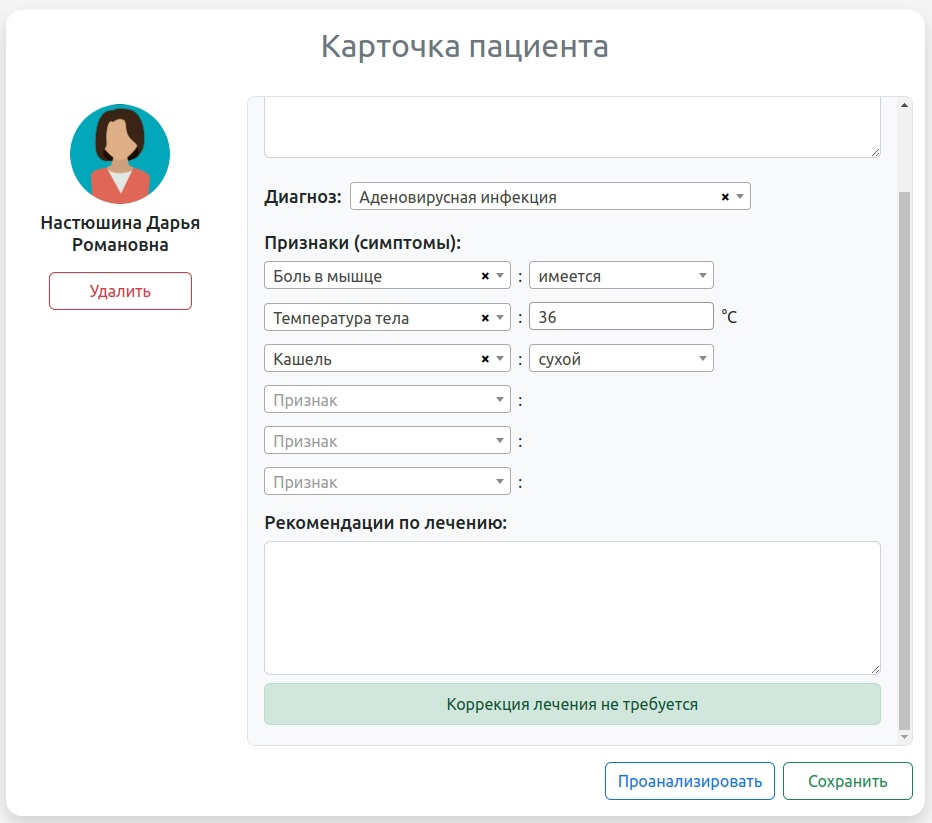 Карточка пациента
Настюшина Дарья
Романовна
Удалить
Диагноз: Аденовирусная инфекция × 
Признаки (симптомы):
Боль в мышце × : имеется
Температура тела × : 36 °C
Кашель × : сухой
Признак :
Признак :
Признак :
Рекомендации по лечению:
Коррекция лечения не требуется
Проанализировать Сохранить